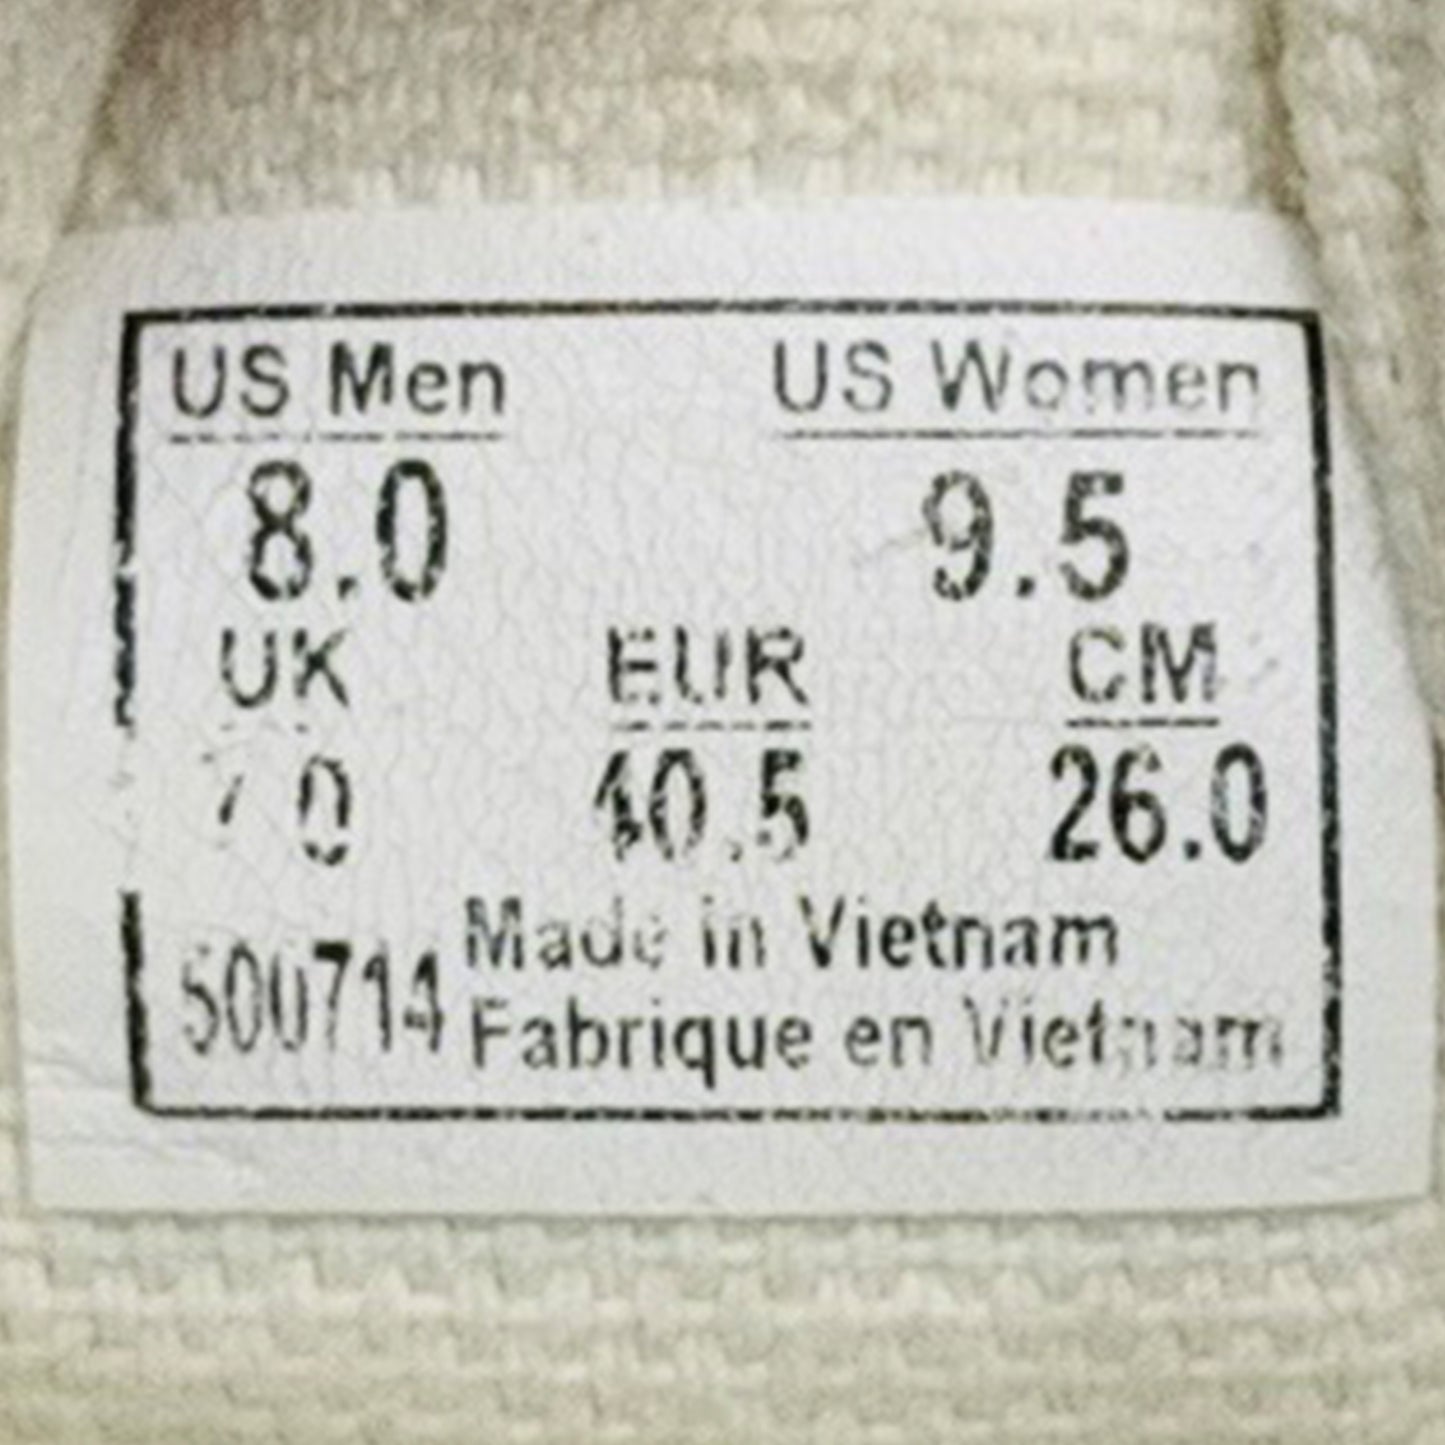 US Men US Women
8.0 9.5
UK EUR CM
7.0 40.5 26.0
500714 Made in Vietnam
Fabrique en Vietnam